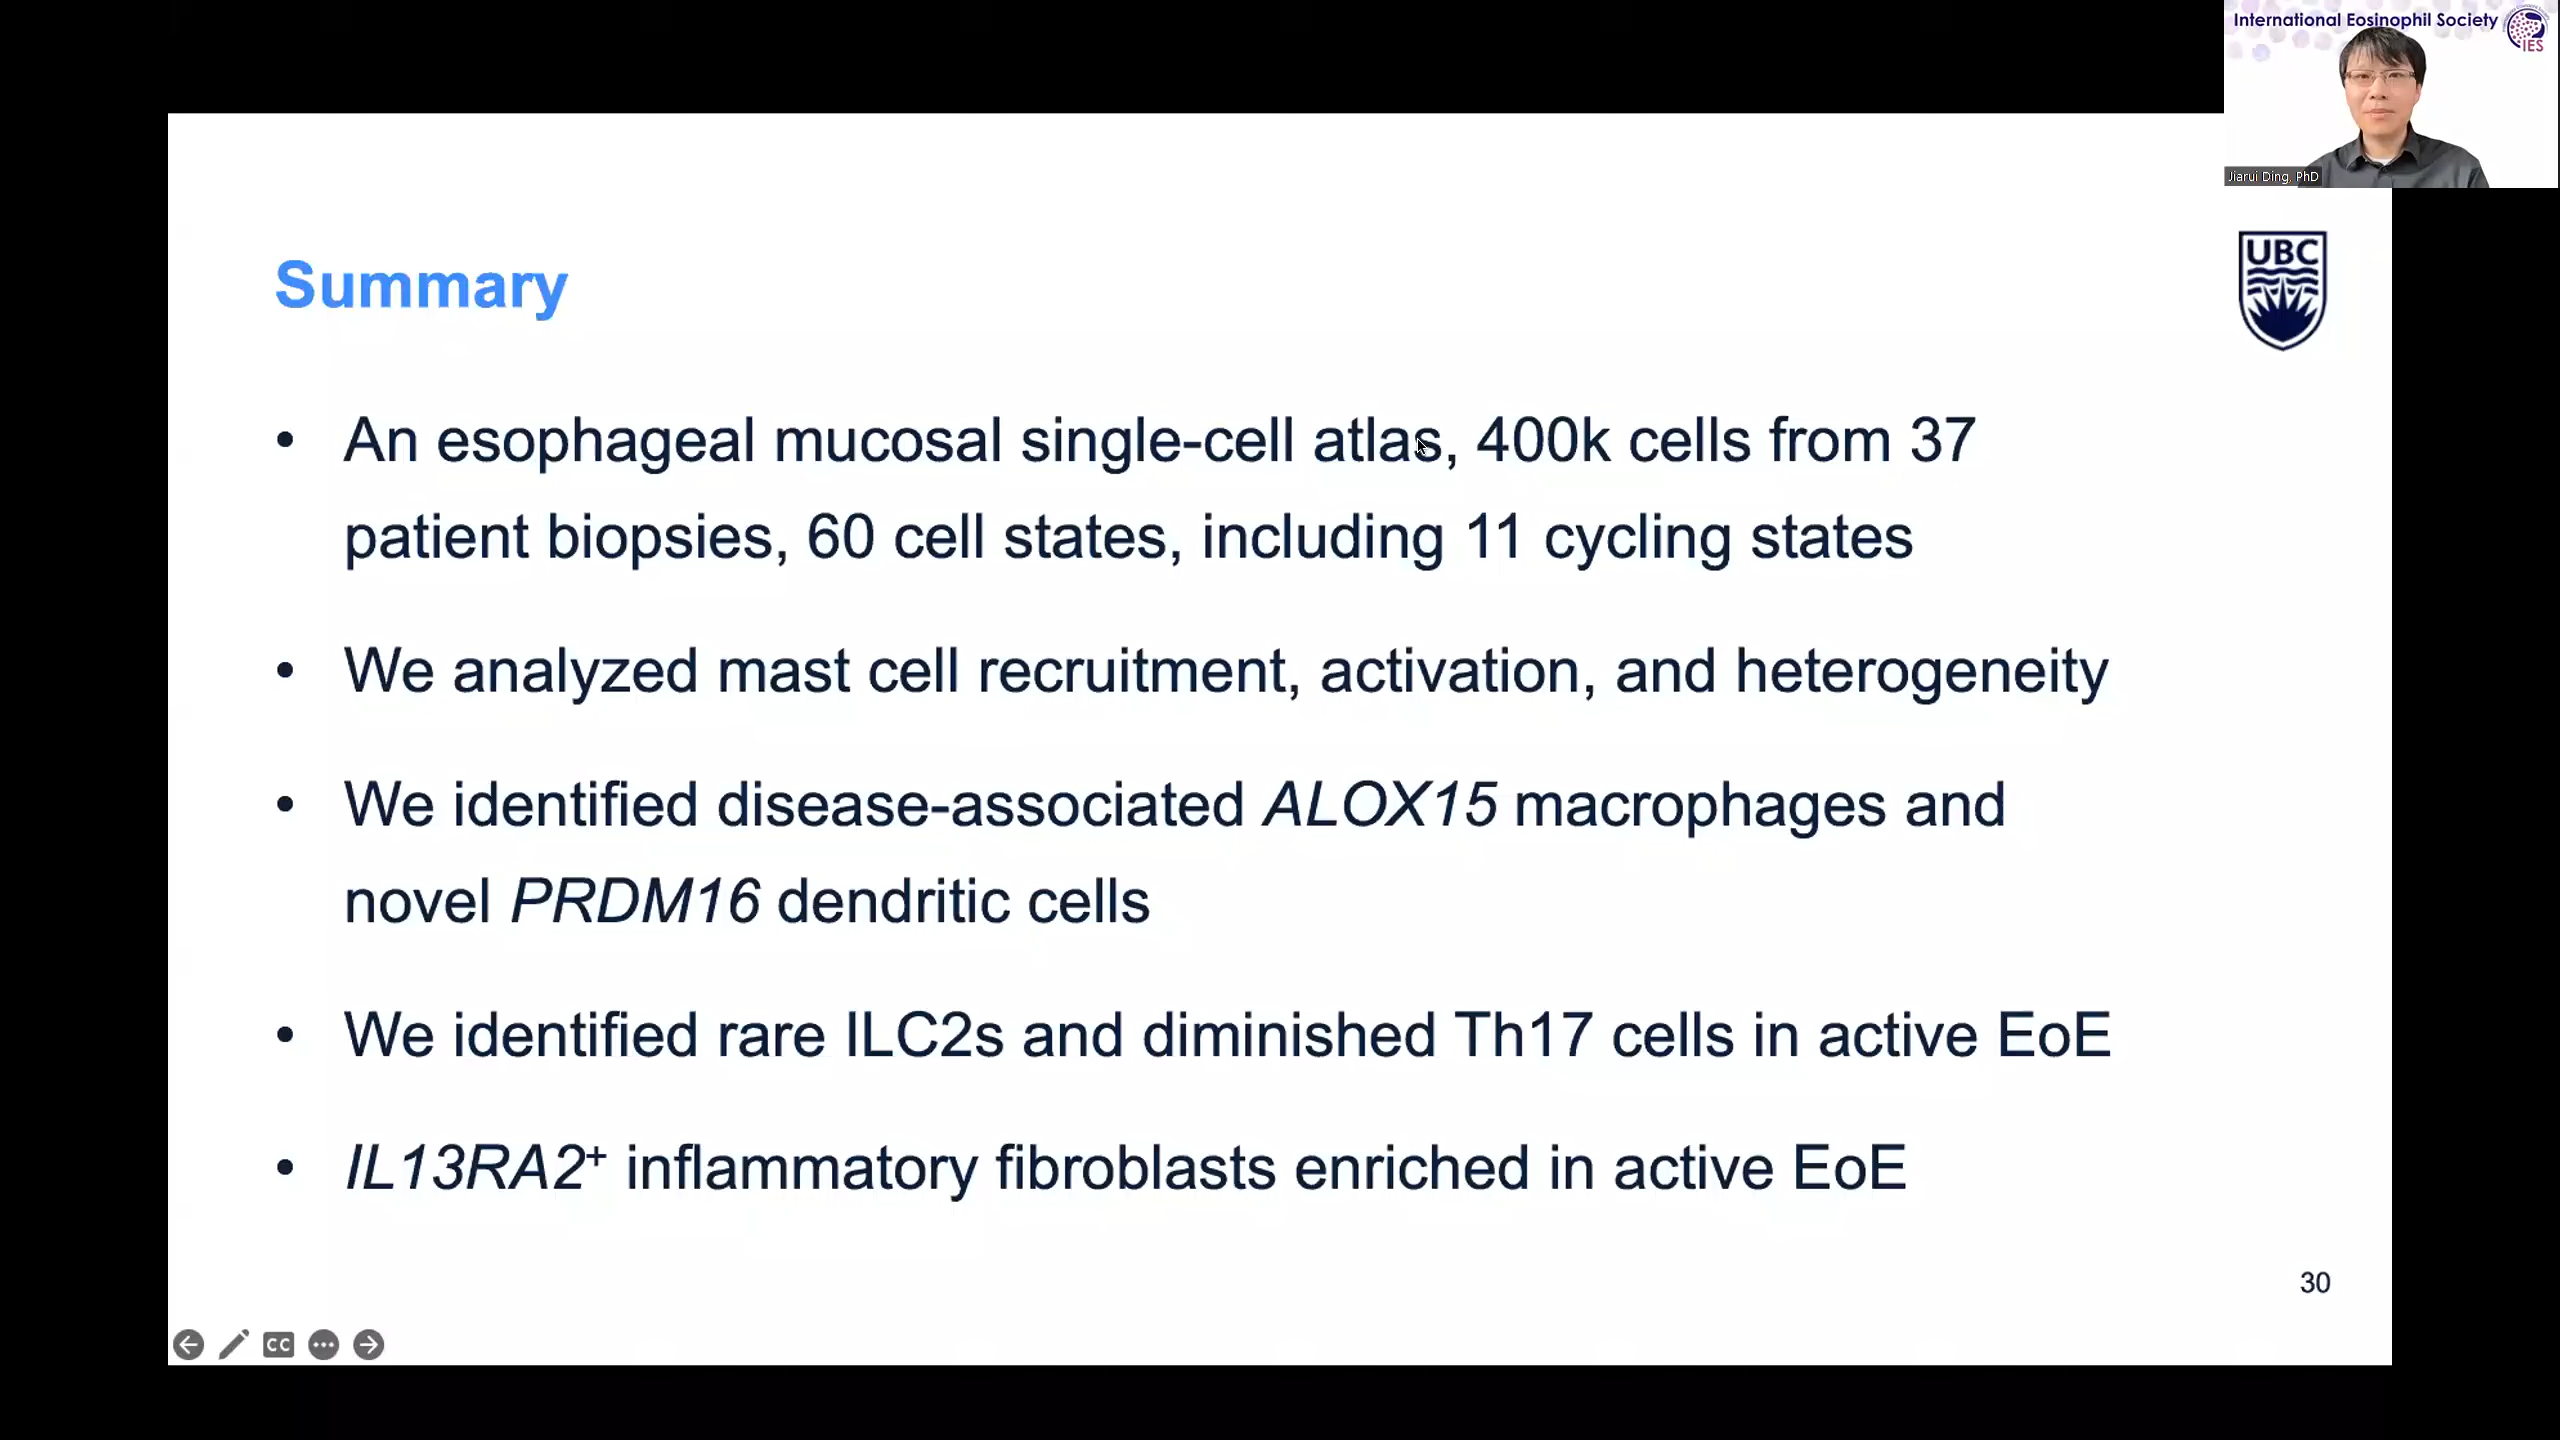 International Eosinophil Society
IES
Jiarui Ding, PhD
UBC
Summary
• An esophageal mucosal single-cell atlas, 400k cells from 37
patient biopsies, 60 cell states, including 11 cycling states
• We analyzed mast cell recruitment, activation, and heterogeneity
• We identified disease-associated ALOX15 macrophages and
novel PRDM16 dendritic cells
• We identified rare ILC2s and diminished Th17 cells in active EoE
• IL13RA2⁺ inflammatory fibroblasts enriched in active EoE
30
CC